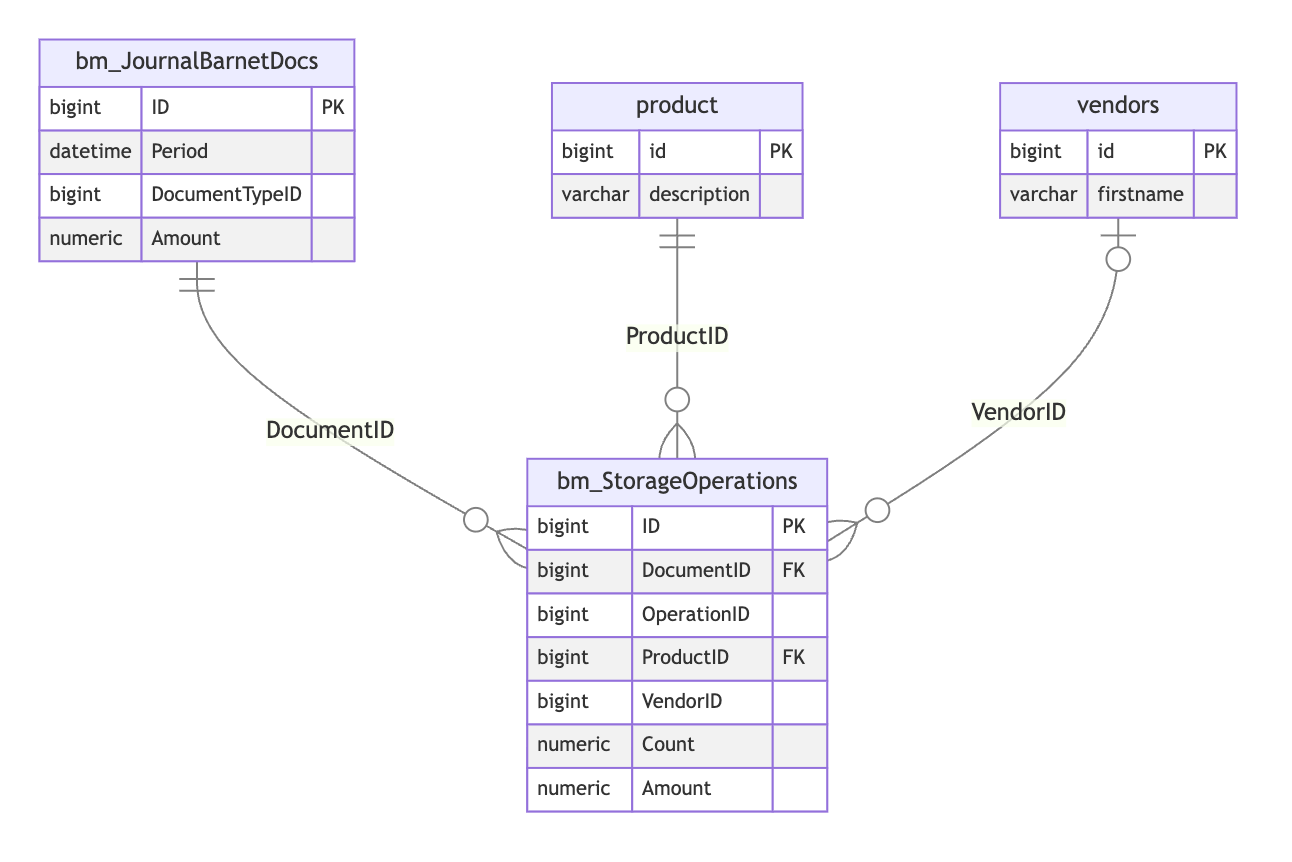 bm_JournalBarnetDocs
bigint ID PK
datetime Period
bigint DocumentTypeID
numeric Amount
product
bigint id PK
varchar description
vendors
bigint id PK
varchar firstname
ProductID
VendorID
DocumentID
bm_StorageOperations
bigint ID PK
bigint DocumentID FK
bigint OperationID
bigint ProductID FK
bigint VendorID
numeric Count
numeric Amount